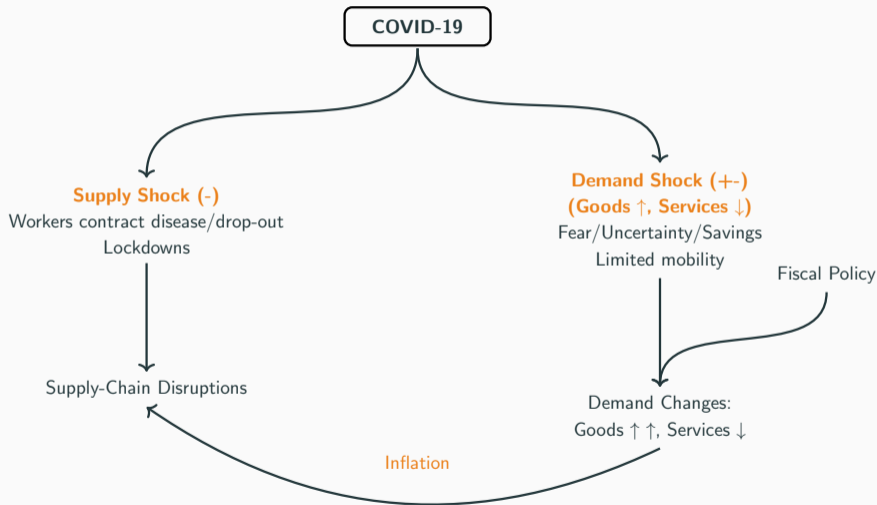 COVID-19
Supply Shock (-)
Workers contract disease/drop-out
Lockdowns
Demand Shock (+-)
(Goods ↑, Services ↓)
Fear/Uncertainty/Savings
Limited mobility
Fiscal Policy
Supply-Chain Disruptions
Demand Changes:
Goods ↑ ↑, Services ↓
Inflation